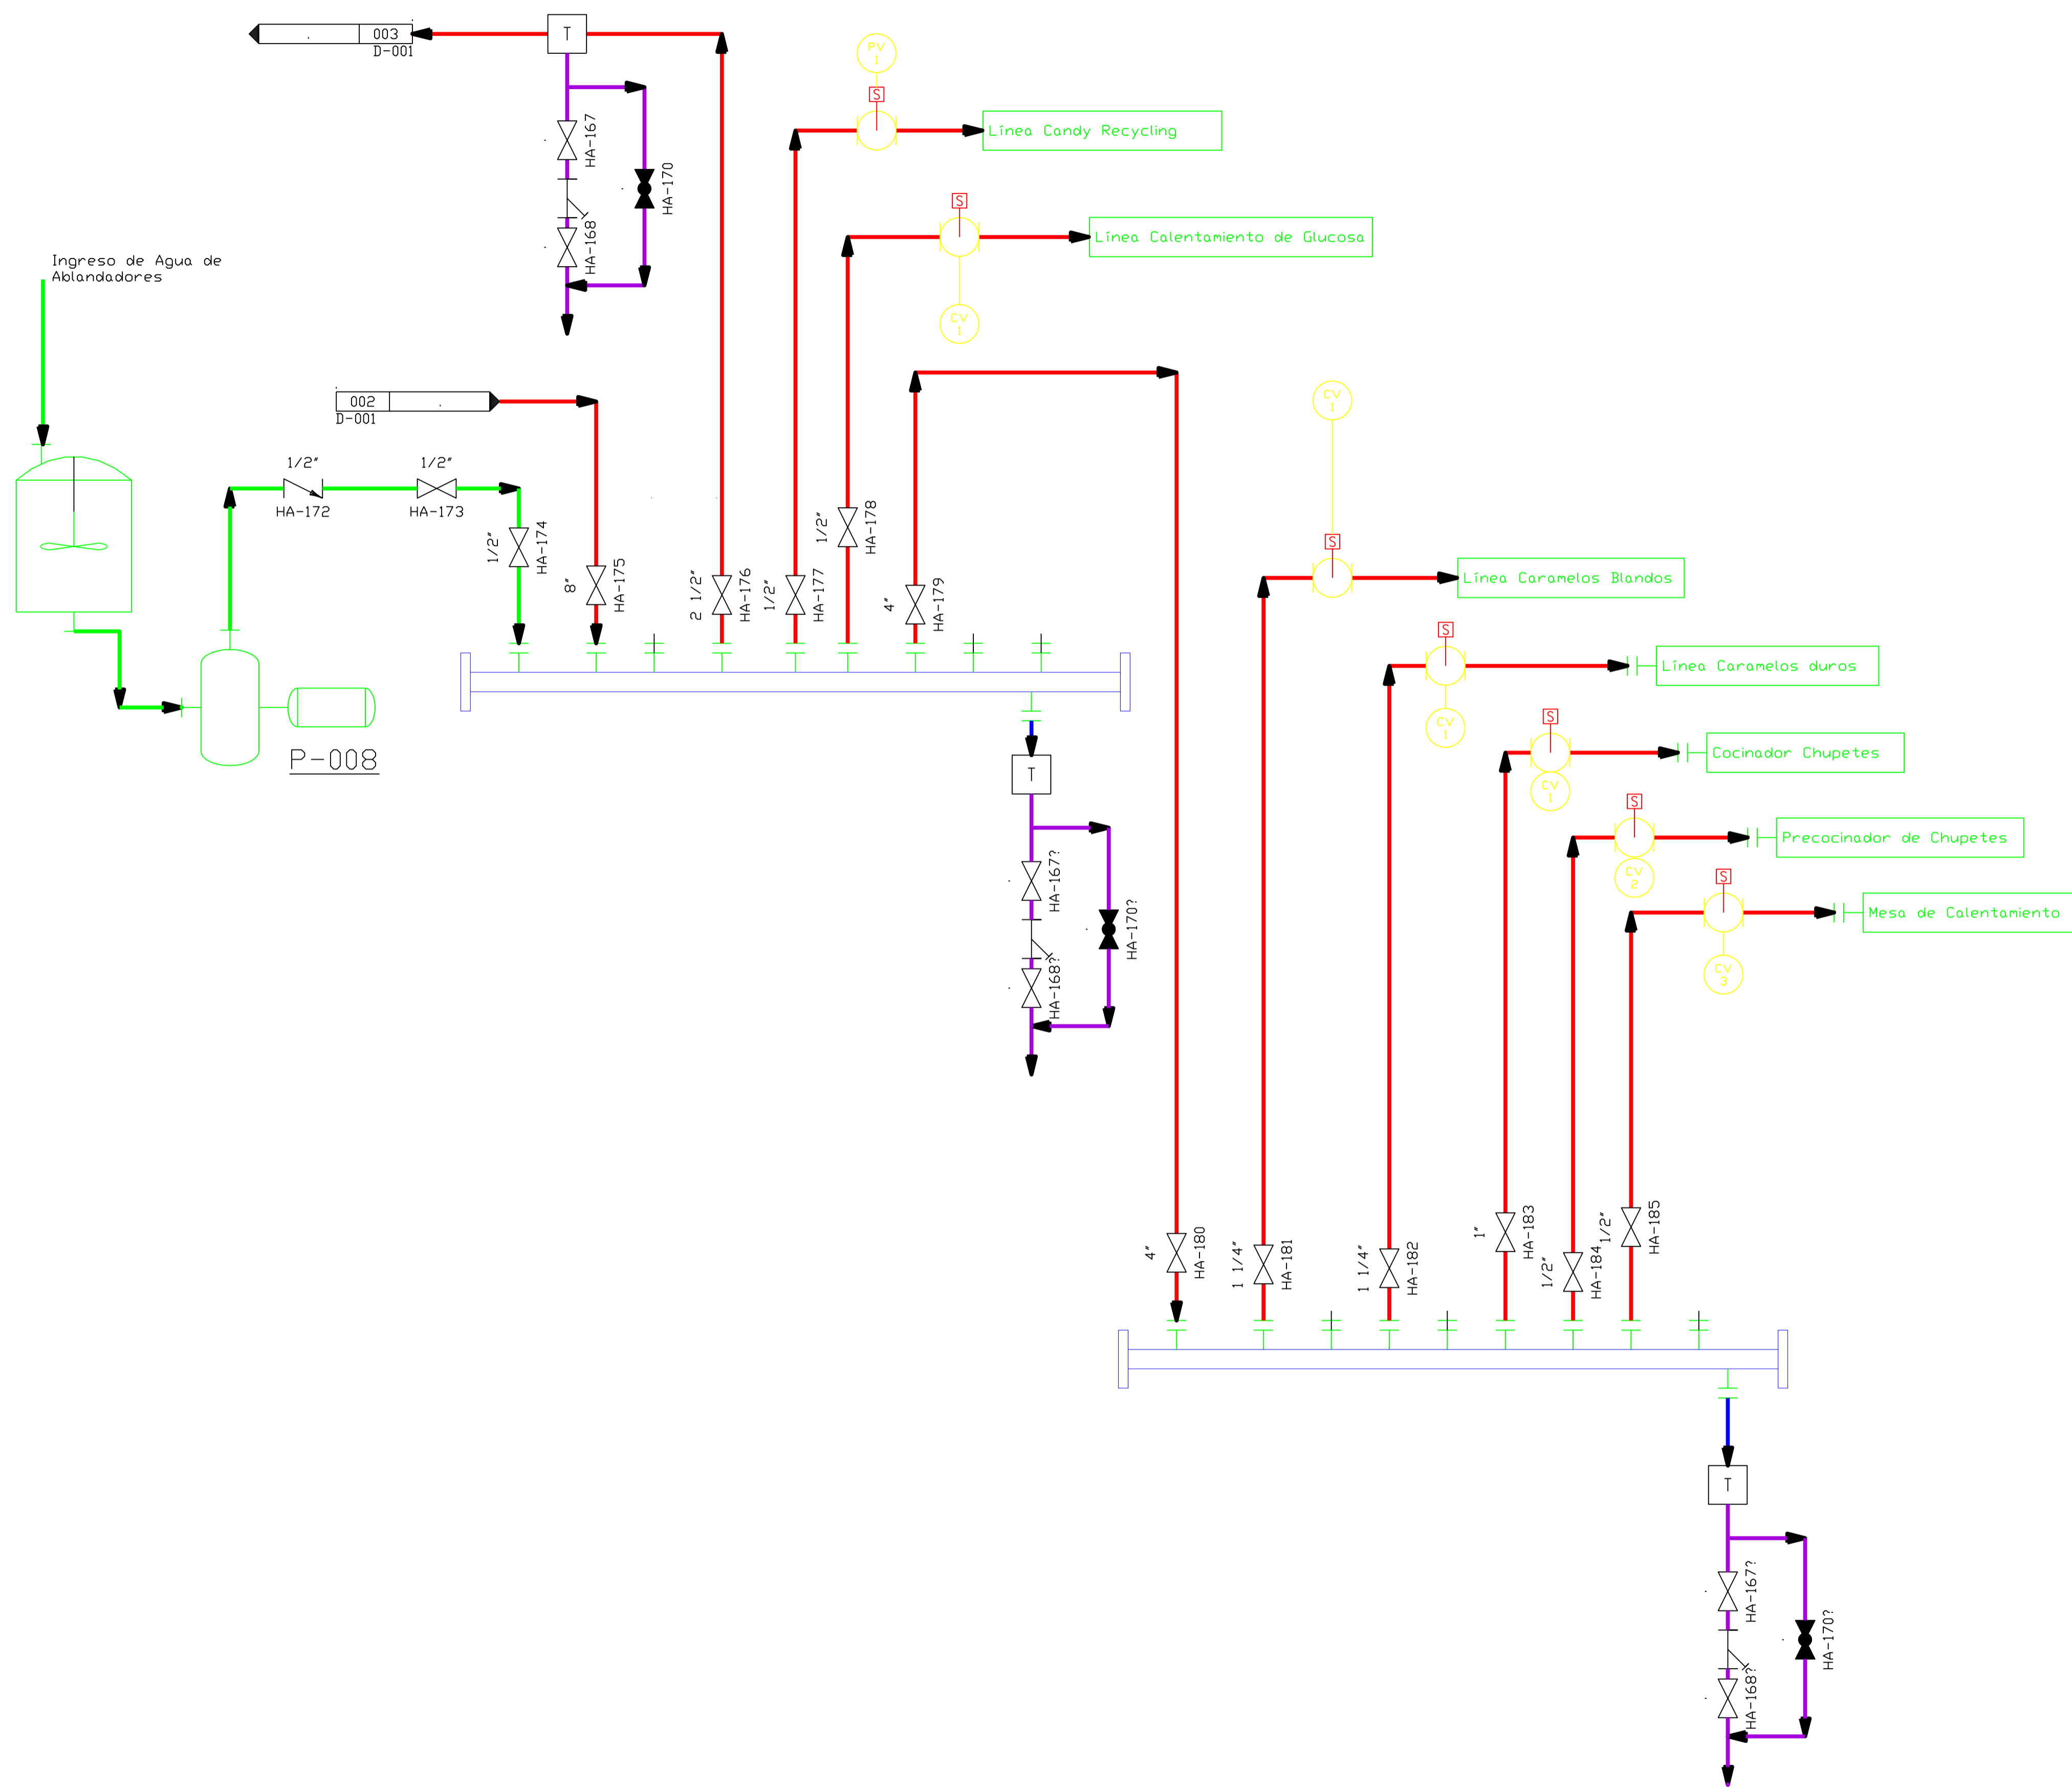 003
D-001
T
HA-167
HA-170
HA-168
PV
1
S
Línea Candy Recycling
S
Línea Calentamiento de Glucosa
CV
1
Ingreso de Agua de
Ablandadores
002
D-001
1/2"
HA-172
1/2"
HA-173
1/2"
HA-174
8"
HA-175
2 1/2"
HA-176
1/2"
HA-177
1/2"
HA-178
4"
HA-179
P-008
T
HA-167?
HA-170?
HA-168?
CV
1
S
Línea Caramelos Blandos
S
Línea Caramelos duros
CV
1
S
Cocinador Chupetes
CV
1
S
Precocinador de Chupetes
CV
2
S
Mesa de Calentamiento
CV
3
4"
HA-180
1 1/4"
HA-181
1 1/4"
HA-182
1"
HA-183
1/2"
HA-184
1/2"
HA-185
T
HA-167?
HA-170?
HA-168?